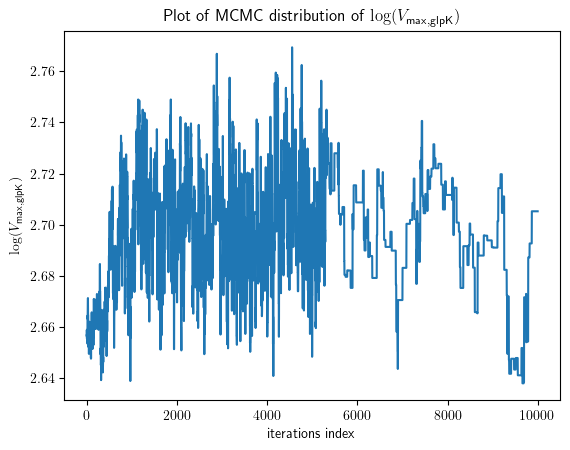 Plot of MCMC distribution of log(V_max,glpK)
log(V_max,glpK)
2.76
2.74
2.72
2.70
2.68
2.66
2.64
0 2000 4000 6000 8000 10000
iterations index